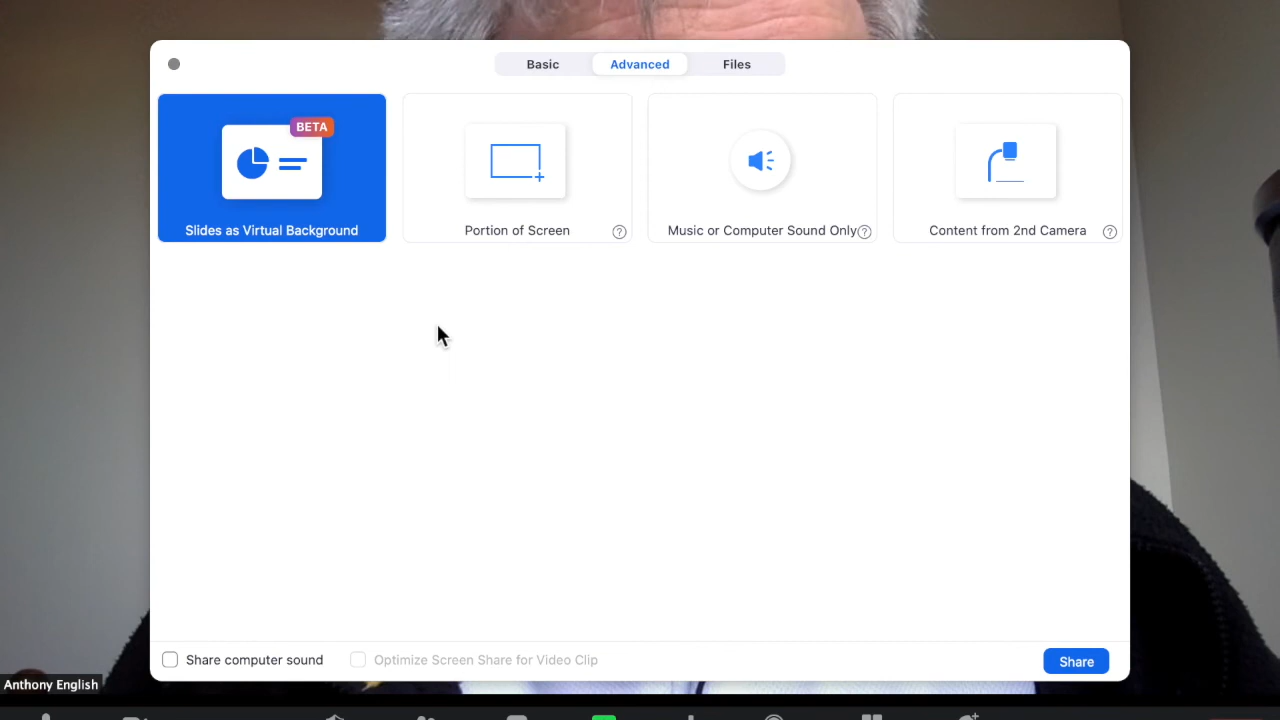 Basic
Advanced
Files
BETA
Slides as Virtual Background
Portion of Screen
Music or Computer Sound Only
Content from 2nd Camera
Share computer sound
Optimize Screen Share for Video Clip
Share
Anthony English